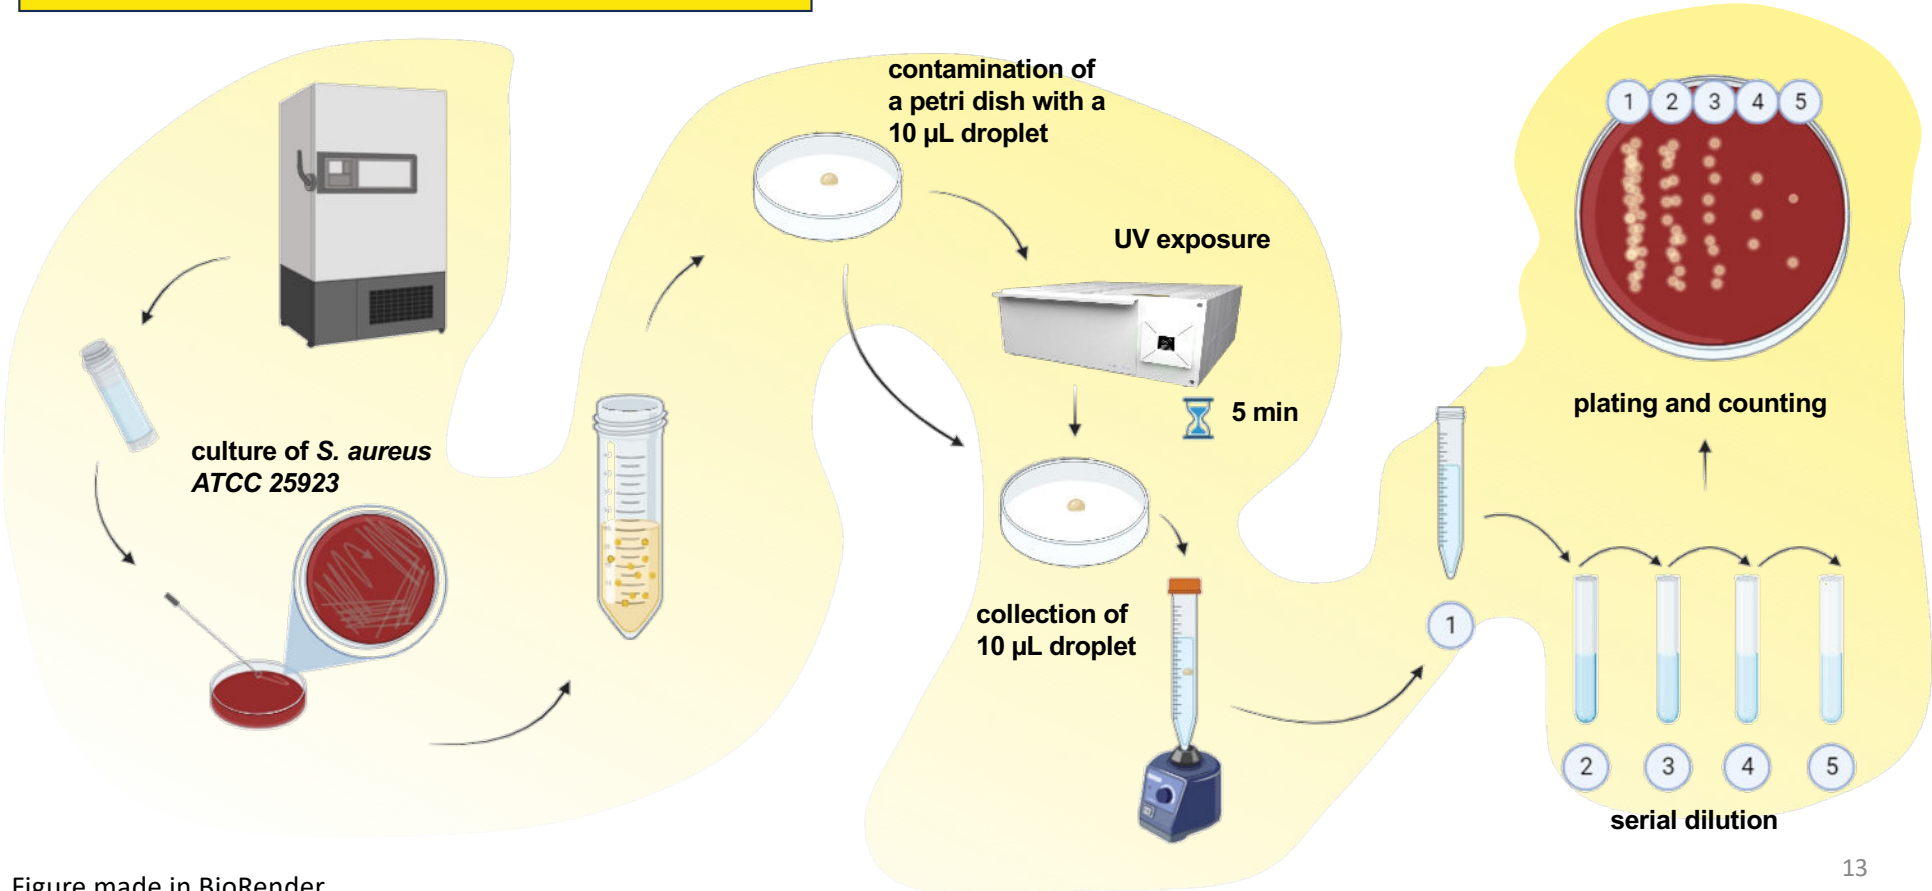 culture of S. aureus
ATCC 25923
contamination of
a petri dish with a
10 µL droplet
UV exposure
5 min
collection of
10 µL droplet
1
2
3
4
5
serial dilution
plating and counting
1 2 3 4 5
Figure made in BioRender
13